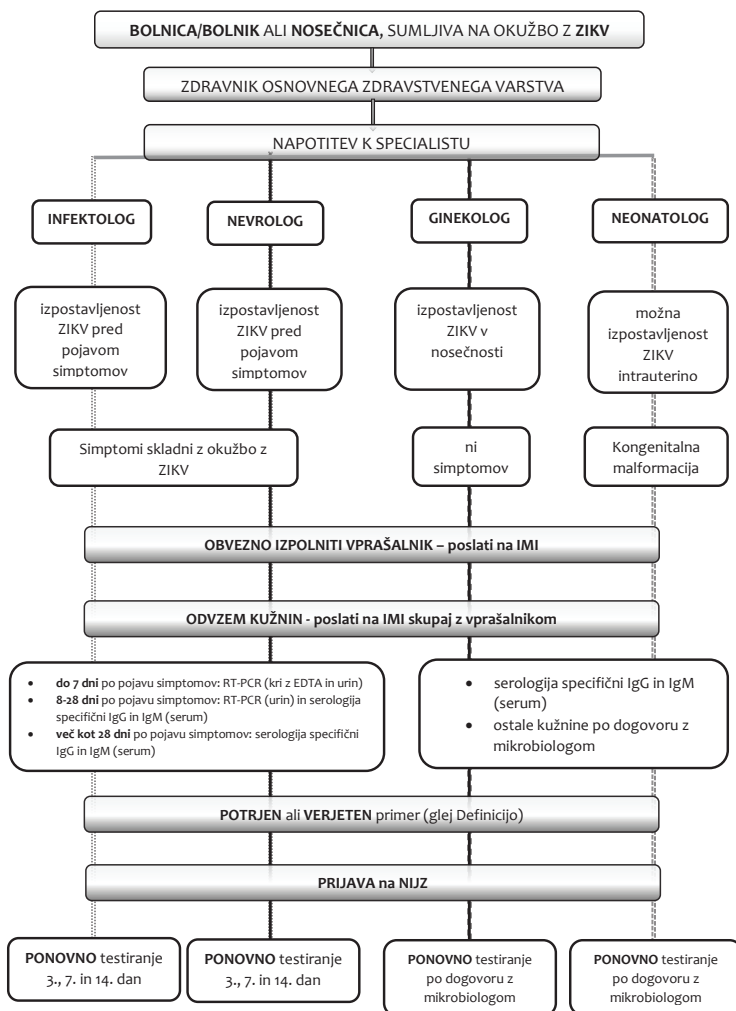 BOLNICA/BOLNIK ALI NOSEČNICA, SUMLJIVA NA OKUŽBO Z ZIKV
ZDRAVNIK OSNOVNEGA ZDRAVSTVENEGA VARSTVA
NAPOTITEV K SPECIALISTU
INFEKTOLOG
NEVROLOG
GINEKOLOG
NEONATOLOG
izpostavljenost
ZIKV pred
pojavom
simptomov
izpostavljenost
ZIKV pred
pojavom
simptomov
izpostavljenost
ZIKV v
nosečnosti
možna
izpostavljenost
ZIKV
intrauterino
Simptomi skladni z okužbo z
ZIKV
ni
simptomov
Kongenitalna
malformacija
OBVEZNO IZPOLNITI VPRAŠALNIK – poslati na IMI
ODVZEM KUŽNIN - poslati na IMI skupaj z vprašalnikom
• do 7 dni po pojavu simptomov: RT-PCR (kri z EDTA in urin)
• 8-28 dni po pojavu simptomov: RT-PCR (urin) in serologija
specifični IgG in IgM (serum)
• več kot 28 dni po pojavu simptomov: serologija specifični
IgG in IgM (serum)
• serologija specifični IgG in IgM
(serum)
• ostale kužnine po dogovoru z
mikrobiologom
POTRJEN ali VERJETEN primer (glej Definicijo)
PRIJAVA na NIJZ
PONOVNO testiranje
3., 7. in 14. dan
PONOVNO testiranje
3., 7. in 14. dan
PONOVNO testiranje
po dogovoru z
mikrobiologom
PONOVNO testiranje
po dogovoru z
mikrobiologom